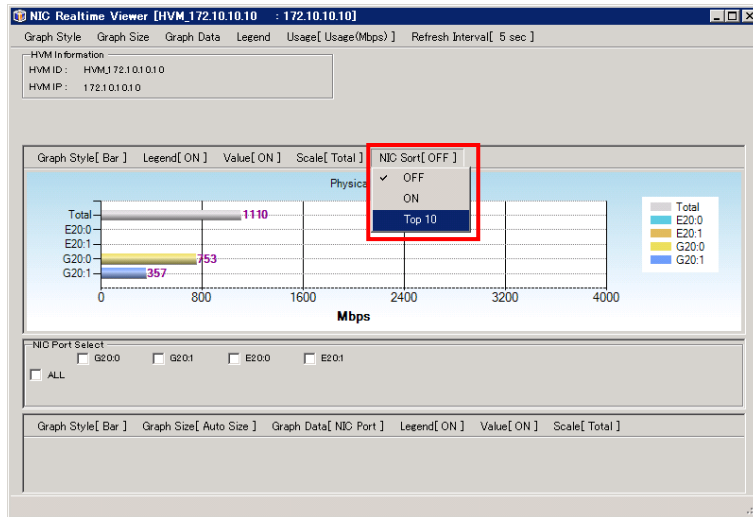 NIC Realtime Viewer [HVM_172.10.10.10 : 172.10.10.10]
Graph Style Graph Size Graph Data Legend Usage[ Usage(Mbps) ] Refresh Interval[ 5 sec ]
HVM Information
HVM ID : HVM_172.10.10.10
HVM IP : 172.10.10.10
Graph Style[ Bar ] Legend[ ON ] Value[ ON ] Scale[ Total ] NIC Sort[ OFF ]
OFF
ON
Top 10
Total
E20:0
E20:1
G20:0
G20:1
1110
753
357
0 800 1600 2400 3200 4000
Mbps
Total
E20:0
E20:1
G20:0
G20:1
NIC Port Select
G20:0 G20:1 E20:0 E20:1
ALL
Graph Style[ Bar ] Graph Size[ Auto Size ] Graph Data[ NIC Port ] Legend[ ON ] Value[ ON ] Scale[ Total ]